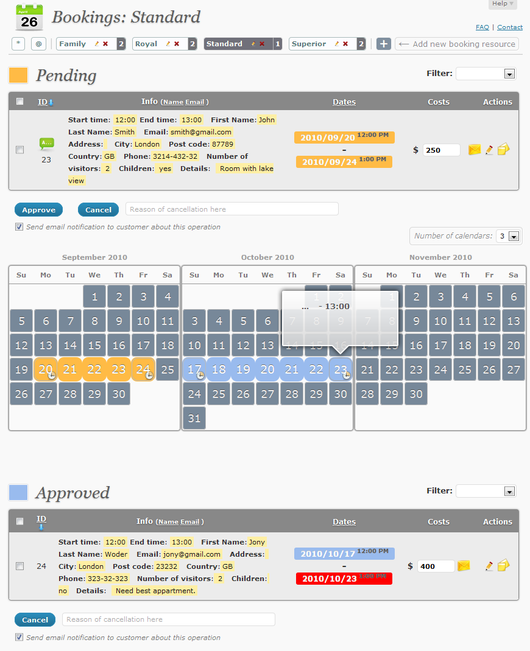 Help
26
Bookings: Standard
FAQ | Contact
* Family 2 Royal 2 Standard 1 Superior 2 + ← Add new booking resource
Pending
Filter:
ID Info (Name Email) Dates Costs Actions
Start time: 12:00 End time: 13:00 First Name: John
Last Name: Smith Email: smith@gmail.com
Address: City: London Post code: 87789
Country: GB Phone: 3214-432-32 Number of
visitors: 2 Children: yes Details: Room with lake
view
23
2010/09/20 12:00 PM
-
2010/09/24 1:00 PM
$ 250
Approve Cancel Reason of cancellation here
Send email notification to customer about this operation
Number of calendars: 3
September 2010 October 2010 November 2010
Su Mo Tu We Th Fr Sa Su Mo Tu We Th Fr Sa Su Mo Tu We Th Fr Sa
1 2 3 4 1 2 3 4 5 6
5 6 7 8 9 10 11 3 4 5 6 7 8 9 10 11 12 13
... - 13:00
12 13 14 15 16 17 18 10 11 12 13 14 15 16 14 15 16 17 18 19 20
19 20 21 22 23 24 25 17 18 19 20 21 22 23 21 22 23 24 25 26 27
26 27 28 29 30 24 25 26 27 28 29 30 28 29 30
31
Approved
Filter:
ID Info (Name Email) Dates Costs Actions
Start time: 12:00 End time: 13:00 First Name: Jony
Last Name: Woder Email: jony@gmail.com Address:
City: London Post code: 23232 Country: GB
Phone: 323-32-323 Number of visitors: 2 Children:
no Details: Need best appartment.
24
2010/10/17 12:00 PM
-
2010/10/23
$ 400
Cancel Reason of cancellation here
Send email notification to customer about this operation